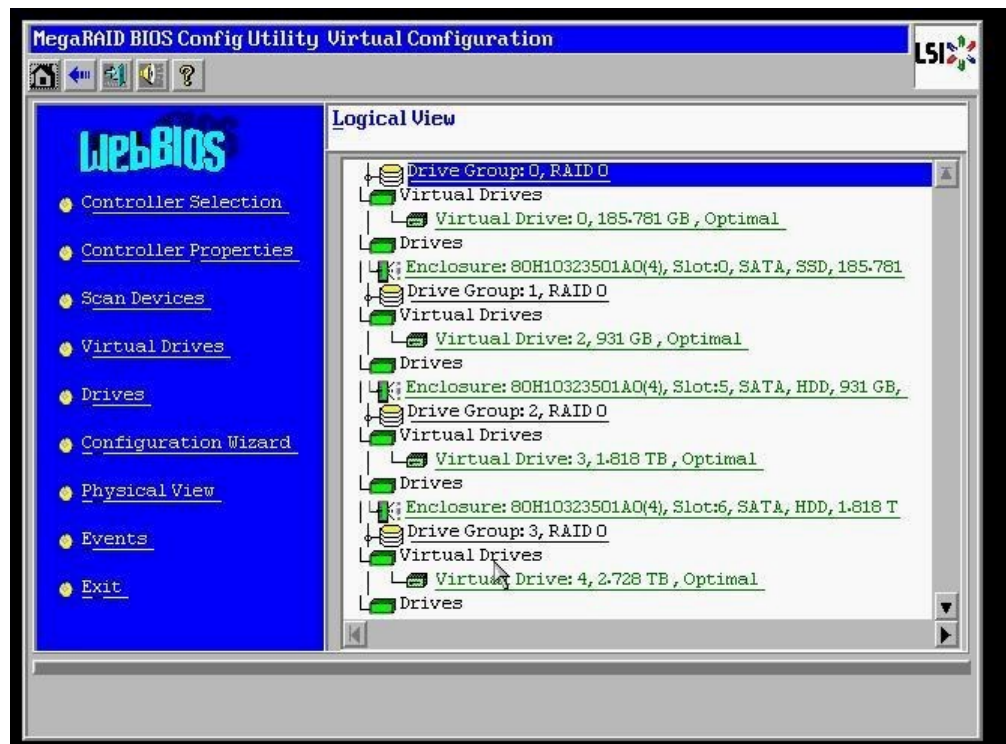 MegaRAID BIOS Config Utility Virtual Configuration
LSI
?
WebBIOS
Controller Selection
Controller Properties
Scan Devices
Virtual Drives
Drives
Configuration Wizard
Physical View
Events
Exit
Logical View
Drive Group: 0, RAID 0
Virtual Drives
Virtual Drive: 0, 185.781 GB, Optimal
Drives
Enclosure: 80H10323501A0(4), Slot:0, SATA, SSD, 185.781
Drive Group: 1, RAID 0
Virtual Drives
Virtual Drive: 2, 931 GB, Optimal
Drives
Enclosure: 80H10323501A0(4), Slot:5, SATA, HDD, 931 GB,
Drive Group: 2, RAID 0
Virtual Drives
Virtual Drive: 3, 1.818 TB, Optimal
Drives
Enclosure: 80H10323501A0(4), Slot:6, SATA, HDD, 1.818 T
Drive Group: 3, RAID 0
Virtual Drives
Virtual Drive: 4, 2.728 TB, Optimal
Drives